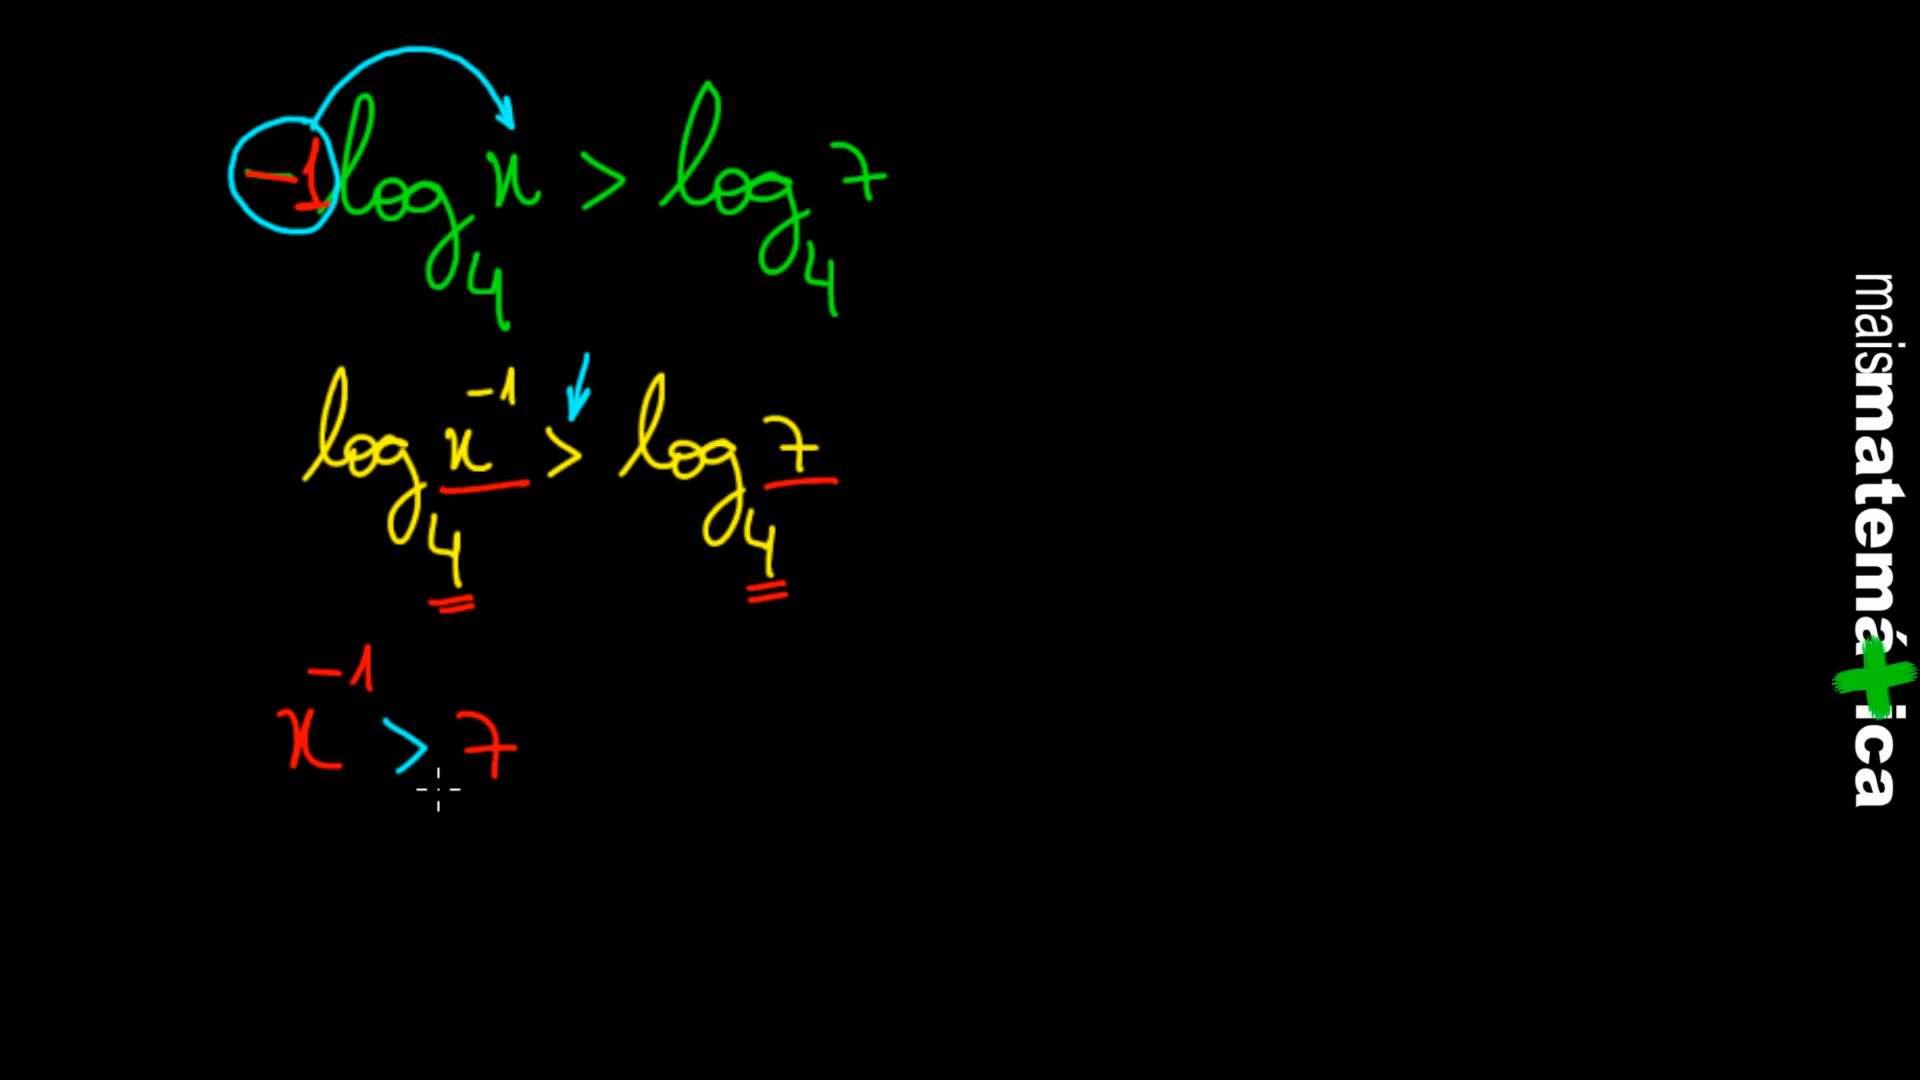 -1 log₄ x > log₄ 7
log₄ x⁻¹ > log₄ 7
x⁻¹ > 7
maismatemática